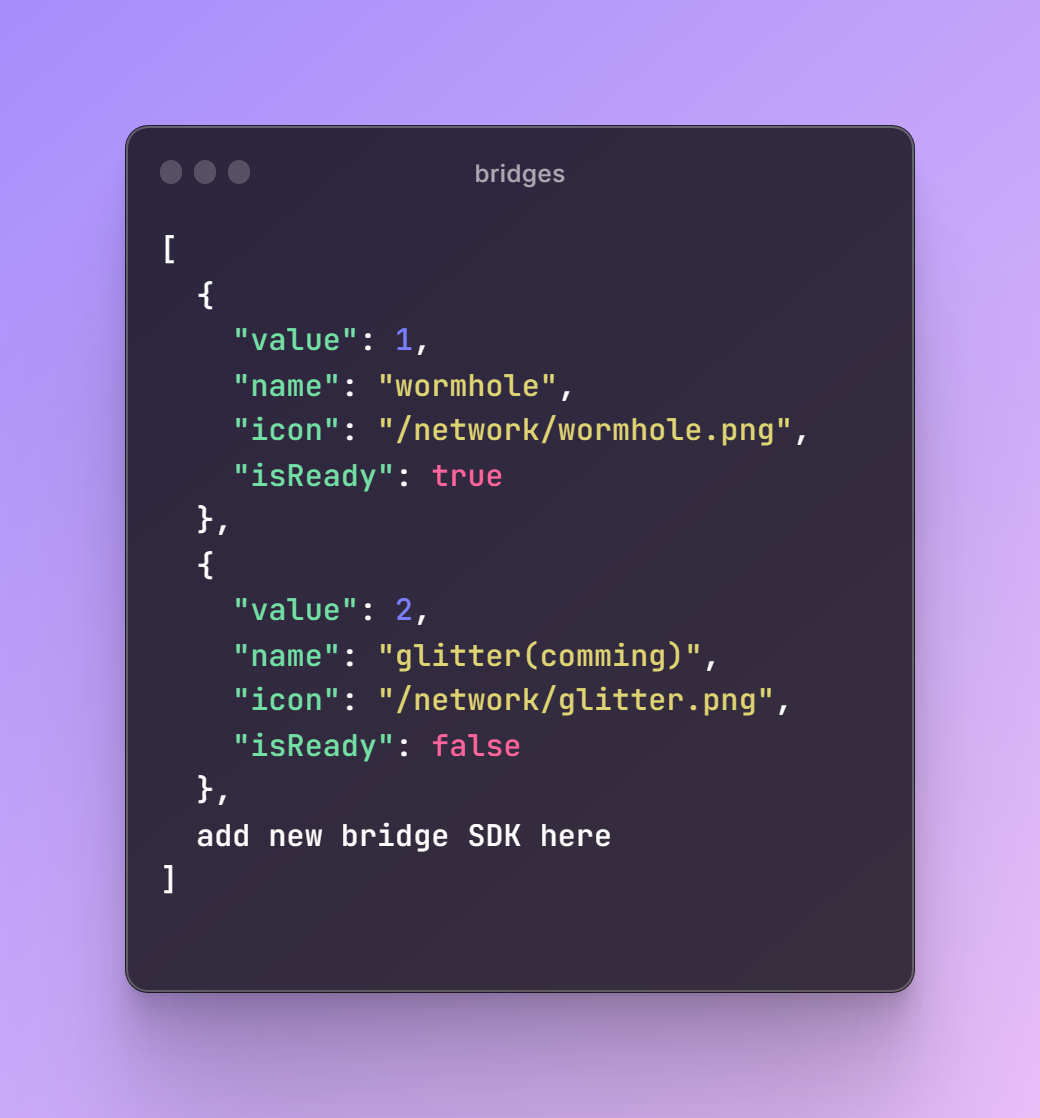 bridges
[
  {
    "value": 1,
    "name": "wormhole",
    "icon": "/network/wormhole.png",
    "isReady": true
  },
  {
    "value": 2,
    "name": "glitter(comming)",
    "icon": "/network/glitter.png",
    "isReady": false
  },
  add new bridge SDK here
]